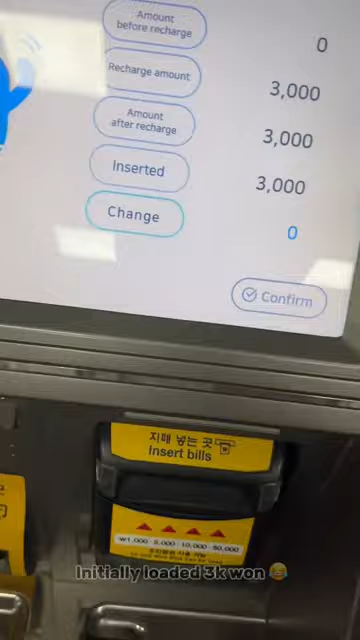 Amount
before recharge
0
Recharge amount
3,000
Amount
after recharge
3,000
Inserted
3,000
Change
0
Confirm
지폐 넣는 곳
Insert bills
₩1,000 · 5,000 · 10,000 · 50,000
Initially loaded 3k won 😅